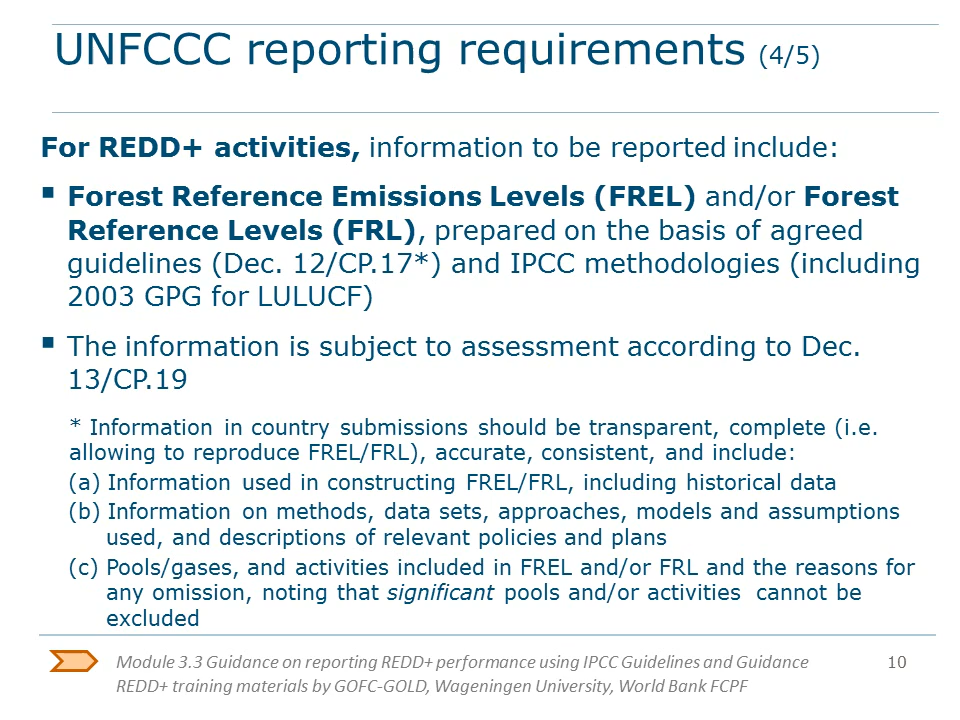 UNFCCC reporting requirements (4/5)
For REDD+ activities, information to be reported include:
▪ Forest Reference Emissions Levels (FREL) and/or Forest
Reference Levels (FRL), prepared on the basis of agreed
guidelines (Dec. 12/CP.17*) and IPCC methodologies (including
2003 GPG for LULUCF)
▪ The information is subject to assessment according to Dec.
13/CP.19
* Information in country submissions should be transparent, complete (i.e.
allowing to reproduce FREL/FRL), accurate, consistent, and include:
(a) Information used in constructing FREL/FRL, including historical data
(b) Information on methods, data sets, approaches, models and assumptions
used, and descriptions of relevant policies and plans
(c) Pools/gases, and activities included in FREL and/or FRL and the reasons for
any omission, noting that significant pools and/or activities cannot be
excluded
Module 3.3 Guidance on reporting REDD+ performance using IPCC Guidelines and Guidance
REDD+ training materials by GOFC-GOLD, Wageningen University, World Bank FCPF
10